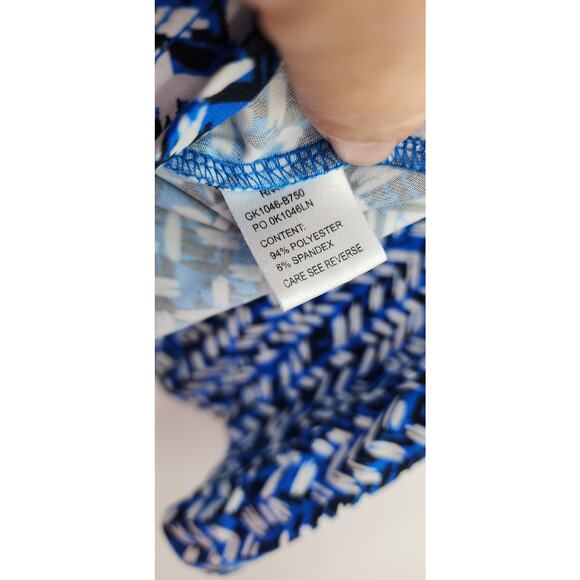 GK1046-B750
PO 0K1046LN
CONTENT:
94% POLYESTER
6% SPANDEX
CARE SEE REVERSE